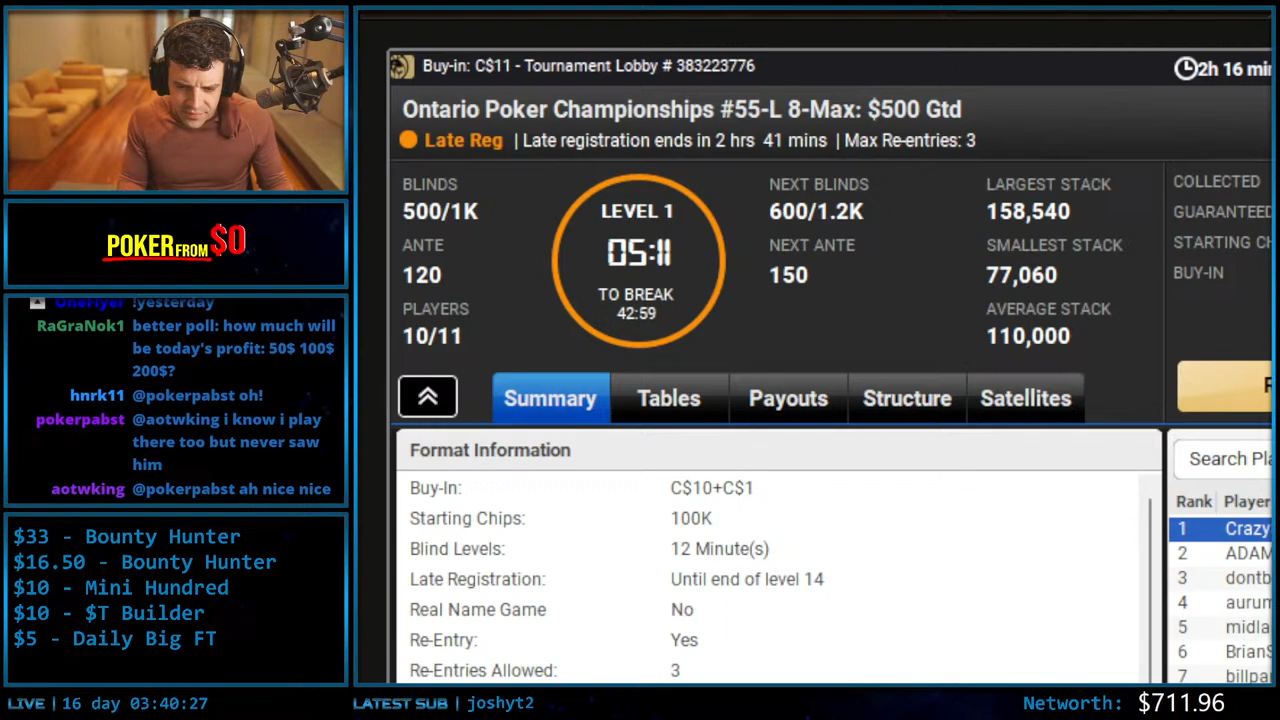 Buy-in: C$11 - Tournament Lobby # 383223776
2h 16 min
Ontario Poker Championships #55-L 8-Max: $500 Gtd
Late Reg | Late registration ends in 2 hrs 41 mins | Max Re-entries: 3
BLINDS
500/1K
ANTE
120
PLAYERS
10/11
LEVEL 1
05:11
TO BREAK
42:59
NEXT BLINDS
600/1.2K
NEXT ANTE
150
LARGEST STACK
158,540
SMALLEST STACK
77,060
AVERAGE STACK
110,000
COLLECTED
GUARANTEED
STARTING CH
BUY-IN
Summary
Tables
Payouts
Structure
Satellites
Format Information
Buy-In: C$10+C$1
Starting Chips: 100K
Blind Levels: 12 Minute(s)
Late Registration: Until end of level 14
Real Name Game No
Re-Entry: Yes
Re-Entries Allowed: 3
Search Pla
Rank Player
1 Crazy
2 ADAM
3 dontb
4 aurum
5 midla
6 Brian$
7 billpa
POKER FROM $0
OneFlyer !yesterday
RaGraNok1 better poll: how much will
be today's profit: 50$ 100$
200$?
hnrk11 @pokerpabst oh!
pokerpabst @aotwking i know i play
there too but never saw
him
aotwking @pokerpabst ah nice nice
$33 - Bounty Hunter
$16.50 - Bounty Hunter
$10 - Mini Hundred
$10 - $T Builder
$5 - Daily Big FT
LIVE | 16 day 03:40:27
LATEST SUB | joshyt2
Networth: $711.96